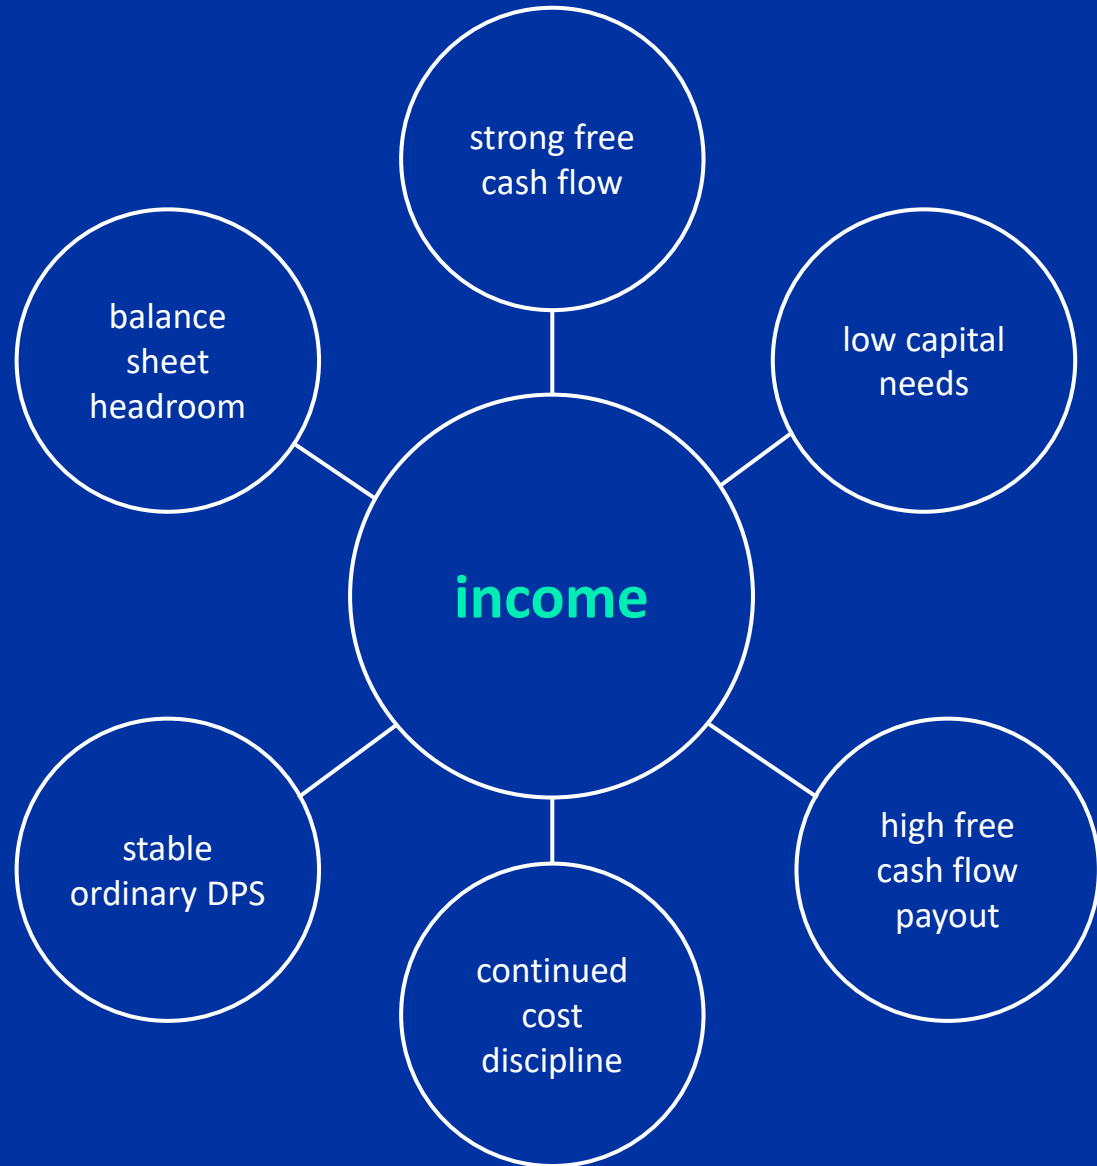 strong free
cash flow
balance
sheet
headroom
low capital
needs
income
stable
ordinary DPS
high free
cash flow
payout
continued
cost
discipline